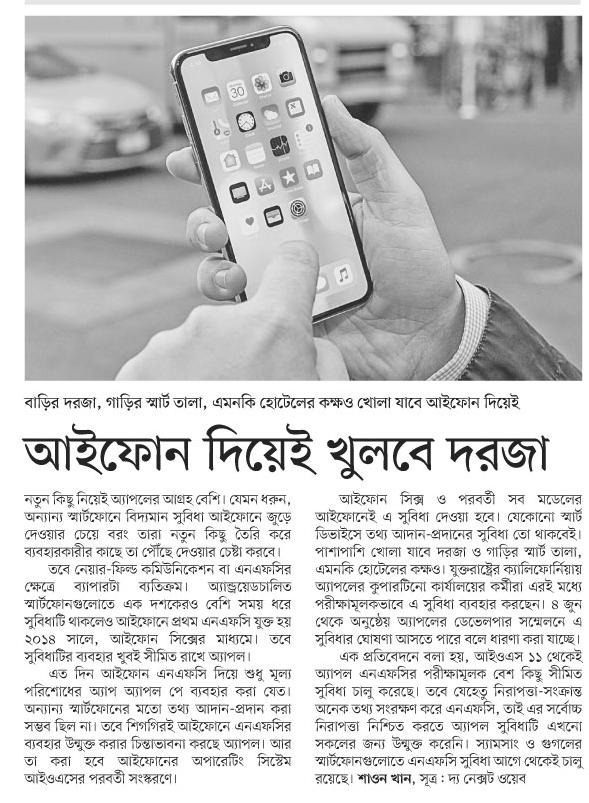 বাড়ির দরজা, গাড়ির স্মার্ট তালা, এমনকি হোটেলের কক্ষও খোলা যাবে আইফোন দিয়েই
আইফোন দিয়েই খুলবে দরজা
নতুন কিছু নিয়েই অ্যাপলের আগ্রহ বেশি। যেমন ধরুন,
অন্যান্য স্মার্টফোনে বিদ্যমান সুবিধা আইফোনে জুড়ে
দেওয়ার চেয়ে বরং তারা নতুন কিছু তৈরি করে
ব্যবহারকারীর কাছে তা পৌঁছে দেওয়ার চেষ্টা করবে।
তবে নেয়ার-ফিল্ড কমিউনিকেশন বা এনএফসির
ক্ষেত্রে ব্যাপারটা ব্যতিক্রম। অ্যান্ড্রয়েডচালিত
স্মার্টফোনগুলোতে এক দশকেরও বেশি সময় ধরে
সুবিধাটি থাকলেও আইফোনে প্রথম এনএফসি যুক্ত হয়
২০১৪ সালে, আইফোন সিক্সের মাধ্যমে। তবে
সুবিধাটির ব্যবহার খুবই সীমিত রাখে অ্যাপল।
এত দিন আইফোন এনএফসি দিয়ে শুধু মূল্য
পরিশোধের অ্যাপ অ্যাপল পে ব্যবহার করা যেত।
অন্যান্য স্মার্টফোনের মতো তথ্য আদান-প্রদান করা
সম্ভব ছিল না। তবে শিগগিরই আইফোনে এনএফসির
ব্যবহার উন্মুক্ত করার চিন্তাভাবনা করছে অ্যাপল। আর
তা করা হবে আইফোনের অপারেটিং সিস্টেম
আইওএসের পরবর্তী সংস্করণে।
আইফোন সিক্স ও পরবর্তী সব মডেলের
আইফোনেই এ সুবিধা দেওয়া হবে। যেকোনো স্মার্ট
ডিভাইসে তথ্য আদান-প্রদানের সুবিধা তো থাকবেই।
পাশাপাশি খোলা যাবে দরজা ও গাড়ির স্মার্ট তালা,
এমনকি হোটেলের কক্ষও। যুক্তরাষ্ট্রের ক্যালিফোর্নিয়ায়
অ্যাপলের কুপারটিনো কার্যালয়ের কর্মীরা এরই মধ্যে
পরীক্ষামূলকভাবে এ সুবিধা ব্যবহার করছেন। ৪ জুন
থেকে অনুষ্ঠেয় অ্যাপলের ডেভেলপার সম্মেলনে এ
সুবিধার ঘোষণা আসতে পারে বলে ধারণা করা যাচ্ছে।
এক প্রতিবেদনে বলা হয়, আইওএস ১১ থেকেই
অ্যাপল এনএফসির পরীক্ষামূলক বেশ কিছু সীমিত
সুবিধা চালু করেছে। তবে যেহেতু নিরাপত্তা-সংক্রান্ত
অনেক তথ্য সংরক্ষণ করে এনএফসি, তাই এর সর্বোচ্চ
নিরাপত্তা নিশ্চিত করতে অ্যাপল সুবিধাটি এখনো
সকলের জন্য উন্মুক্ত করেনি। স্যামসাং ও গুগলের
স্মার্টফোনগুলোতে এনএফসি সুবিধা আগে থেকেই চালু
রয়েছে। শাওন খান, সূত্র : দ্য নেক্সট ওয়েব